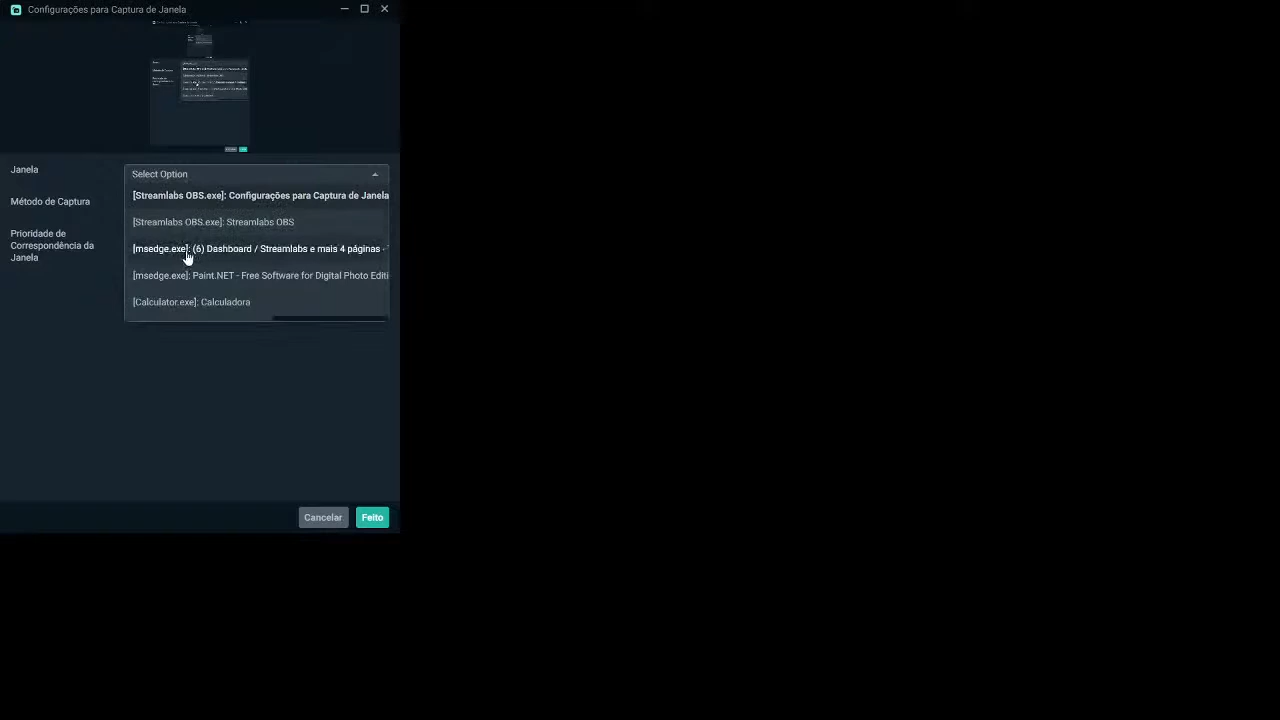 Configurações para Captura de Janela
Janela
Select Option
[Streamlabs OBS.exe]: Configurações para Captura de Janela
Método de Captura
[Streamlabs OBS.exe]: Streamlabs OBS
Prioridade de
Correspondência da
Janela
[msedge.exe]: (6) Dashboard / Streamlabs e mais 4 páginas -
[msedge.exe]: Paint.NET - Free Software for Digital Photo Editi
[Calculator.exe]: Calculadora
Cancelar
Feito